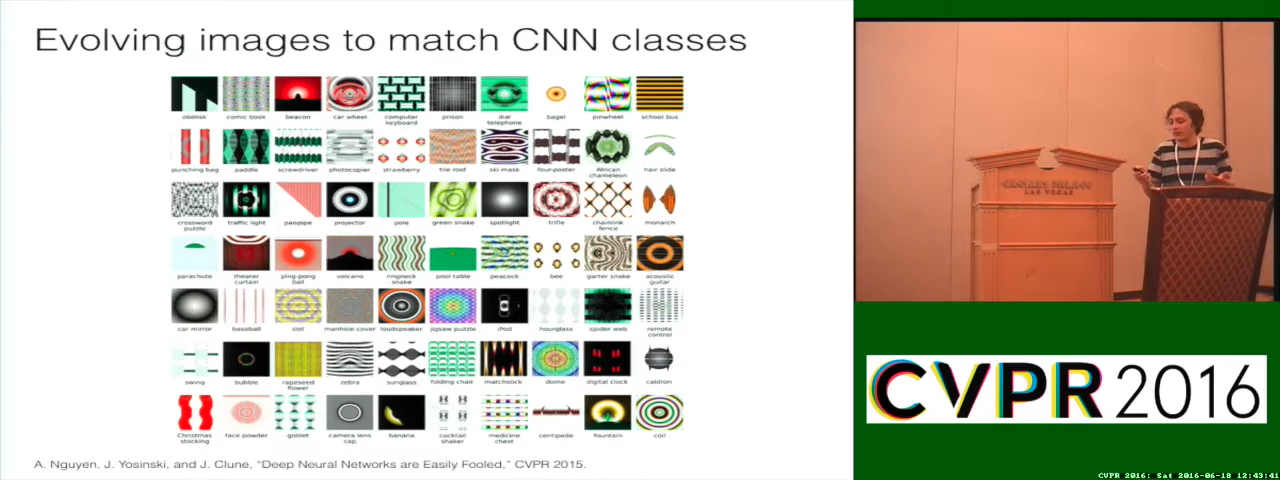 Evolving images to match CNN classes
obelisk comic book beacon car wheel computer keyboard prison dial telephone bagel pinwheel school bus
punching bag paddle screwdriver photocopier strawberry tile roof ski mask four-poster African chameleon hair slide
crossword puzzle traffic light panpipe projector pole green snake spotlight trifle chainlink fence monarch
parachute theater curtain ping-pong ball volcano ringneck snake pool table peacock bee garter snake acoustic guitar
car mirror baseball slot manhole cover loudspeaker jigsaw puzzle iPod hourglass spider web remote control
swing bubble rapeseed flower zebra sunglass folding chair matchstick dome digital clock caldron
Christmas stocking face powder goblet camera lens cap banana cocktail shaker medicine chest centipede fountain coil
A. Nguyen, J. Yosinski, and J. Clune, “Deep Neural Networks are Easily Fooled,” CVPR 2015.
CAESARS PALACE
LAS VEGAS
CVPR 2016
CVPR 2016: Sat 2016-06-18 12:43:41